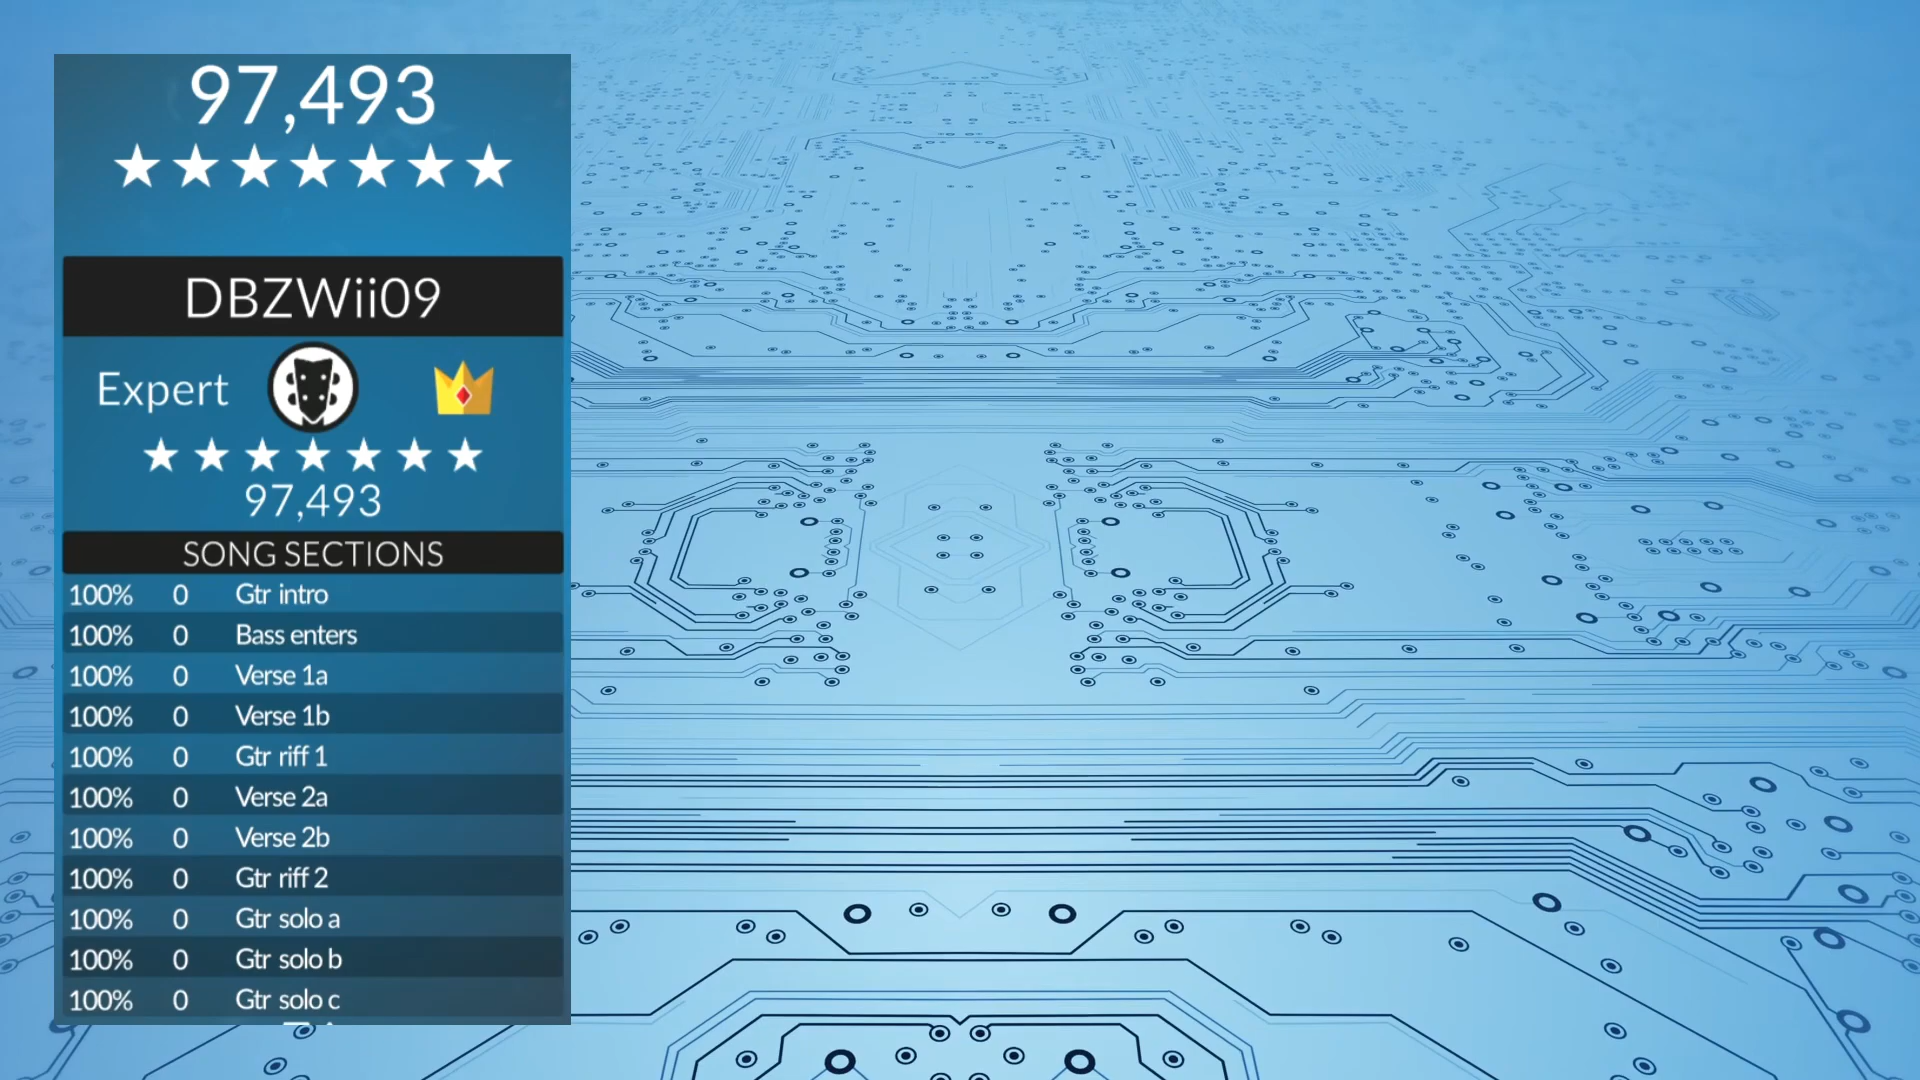 97,493
DBZWii09
Expert
97,493
SONG SECTIONS
100% 0 Gtr intro
100% 0 Bass enters
100% 0 Verse 1a
100% 0 Verse 1b
100% 0 Gtr riff 1
100% 0 Verse 2a
100% 0 Verse 2b
100% 0 Gtr riff 2
100% 0 Gtr solo a
100% 0 Gtr solo b
100% 0 Gtr solo c